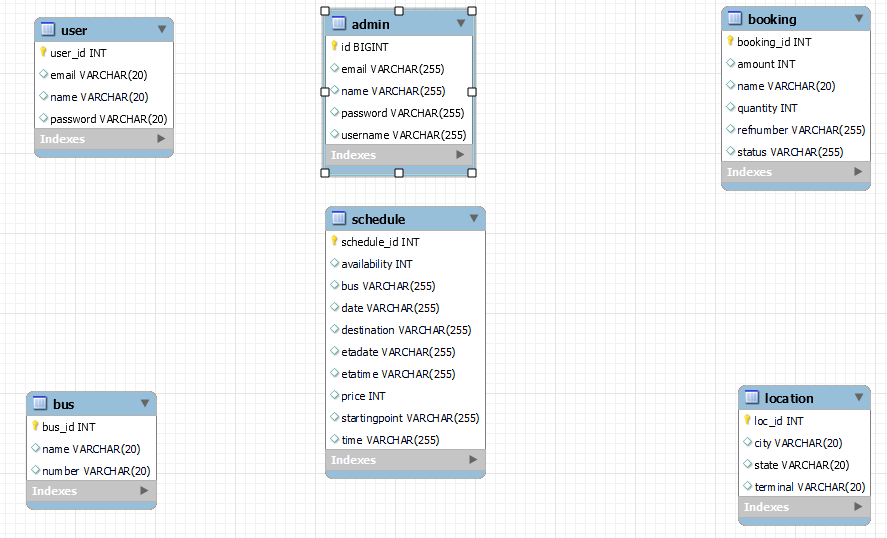 user
user_id INT
email VARCHAR(20)
name VARCHAR(20)
password VARCHAR(20)
Indexes
admin
id BIGINT
email VARCHAR(255)
name VARCHAR(255)
password VARCHAR(255)
username VARCHAR(255)
Indexes
booking
booking_id INT
amount INT
name VARCHAR(20)
quantity INT
refnumber VARCHAR(255)
status VARCHAR(255)
Indexes
schedule
schedule_id INT
availability INT
bus VARCHAR(255)
date VARCHAR(255)
destination VARCHAR(255)
etadate VARCHAR(255)
etatime VARCHAR(255)
price INT
startingpoint VARCHAR(255)
time VARCHAR(255)
Indexes
bus
bus_id INT
name VARCHAR(20)
number VARCHAR(20)
Indexes
location
loc_id INT
city VARCHAR(20)
state VARCHAR(20)
terminal VARCHAR(20)
Indexes